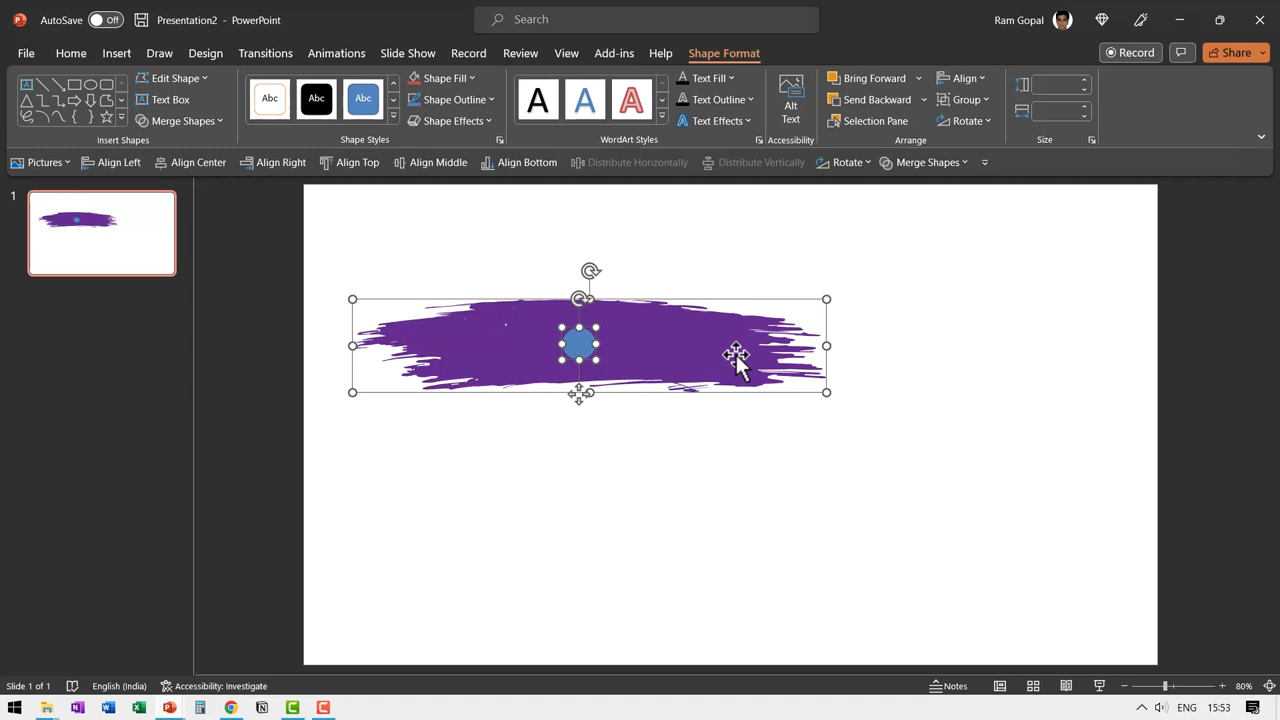 AutoSave Off Presentation2 - PowerPoint Search Ram Gopal
File Home Insert Draw Design Transitions Animations Slide Show Record Review View Add-ins Help Shape Format Record Share
Edit Shape
Text Box
Merge Shapes
Insert Shapes
Abc Abc Abc
Shape Fill
Shape Outline
Shape Effects
Shape Styles
A A A
Text Fill
Text Outline
Text Effects
WordArt Styles
Alt
Text
Accessibility
Bring Forward
Send Backward
Selection Pane
Align
Group
Rotate
Arrange
Size
Pictures Align Left Align Center Align Right Align Top Align Middle Align Bottom Distribute Horizontally Distribute Vertically Rotate Merge Shapes
1
Slide 1 of 1 English (India) Accessibility: Investigate Notes 80%
ENG 15:53